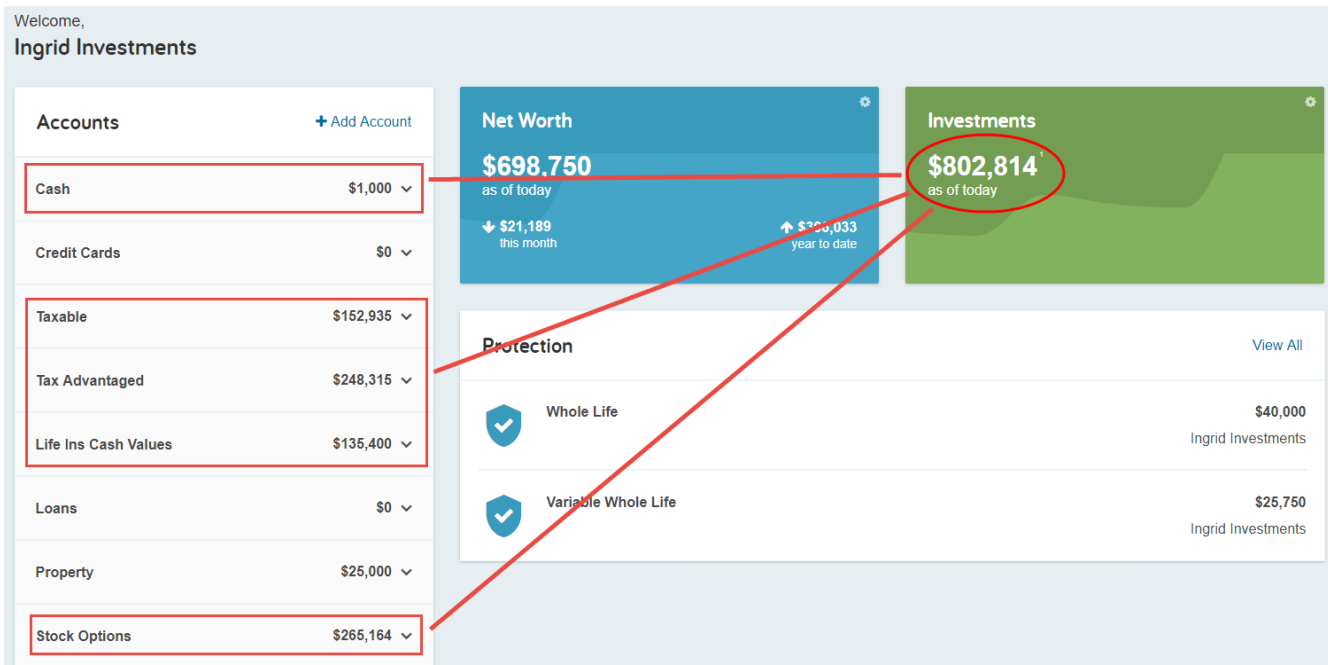 Welcome,
Ingrid Investments
Accounts
+ Add Account
Cash $1,000
Credit Cards $0
Taxable $152,935
Tax Advantaged $248,315
Life Ins Cash Values $135,400
Loans $0
Property $25,000
Stock Options $265,164
Net Worth
$698,750
as of today
$21,189
this month
year to date
Investments
$802,814¹
as of today
Protection
View All
Whole Life $40,000
Ingrid Investments
Variable Whole Life $25,750
Ingrid Investments